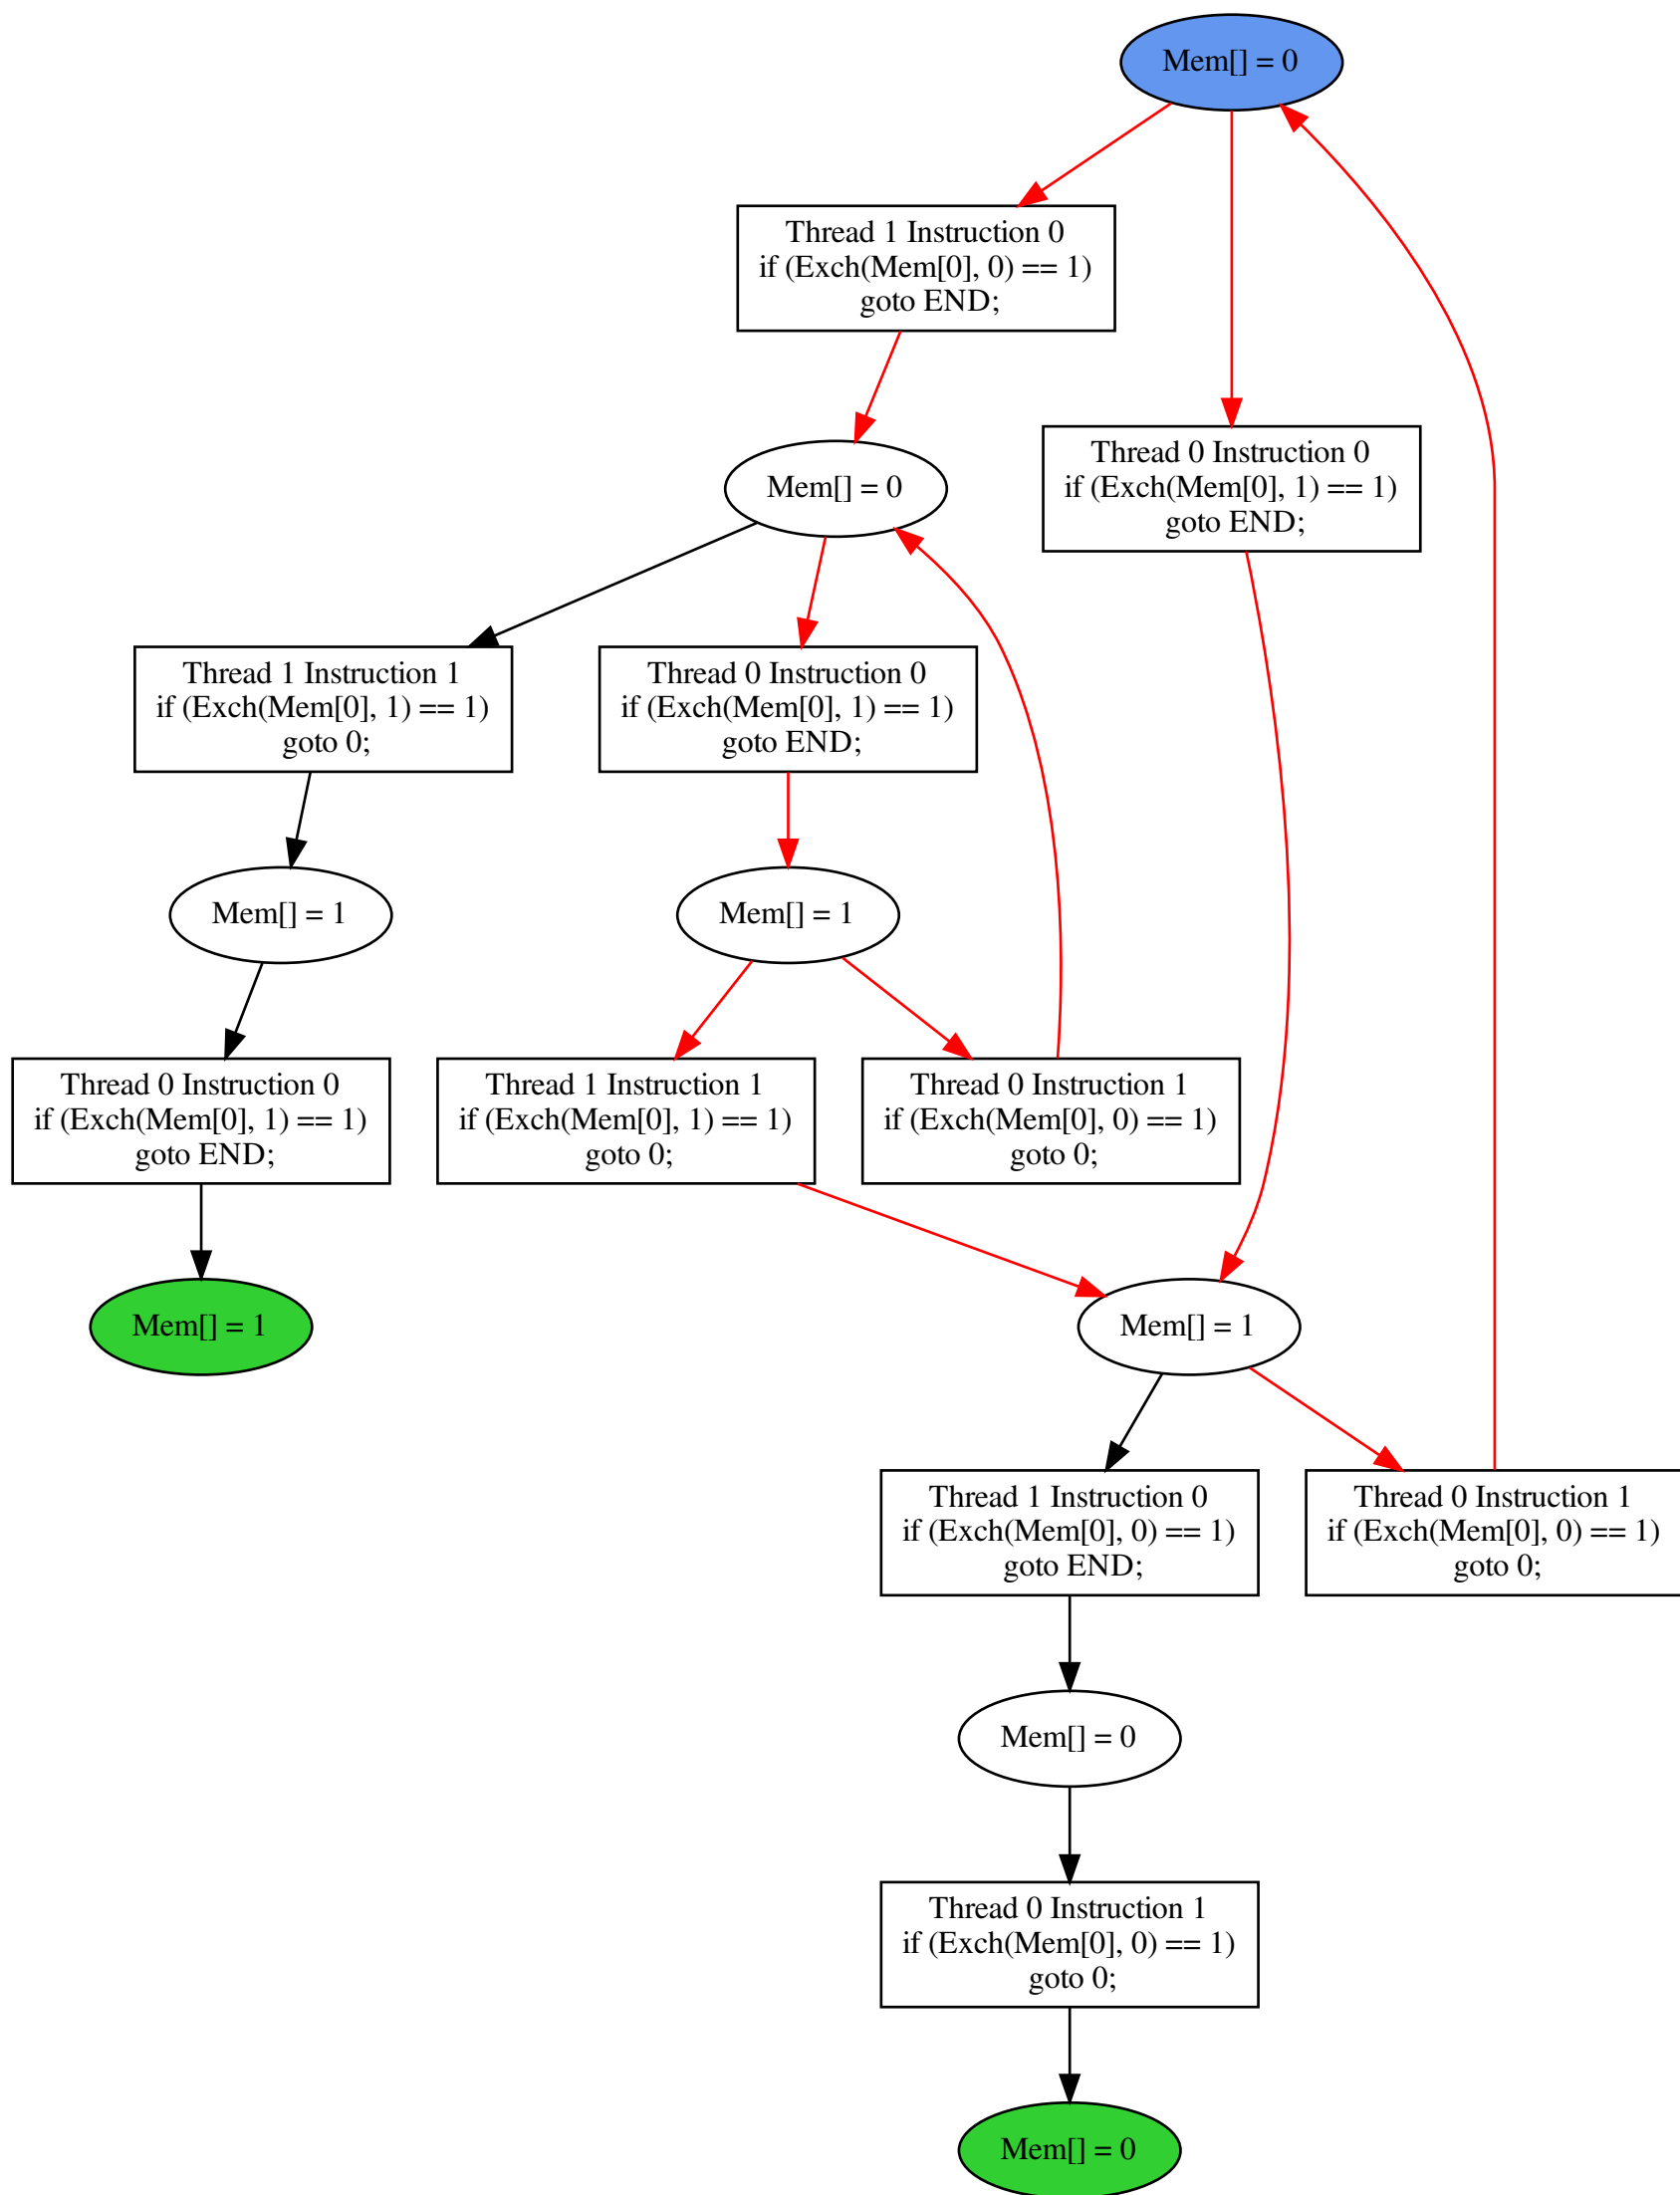 Mem[] = 0
Thread 1 Instruction 0
if (Exch(Mem[0], 0) == 1)
goto END;
Mem[] = 0
Thread 0 Instruction 0
if (Exch(Mem[0], 1) == 1)
goto END;
Thread 1 Instruction 1
if (Exch(Mem[0], 1) == 1)
goto 0;
Thread 0 Instruction 0
if (Exch(Mem[0], 1) == 1)
goto END;
Mem[] = 1
Mem[] = 1
Thread 0 Instruction 0
if (Exch(Mem[0], 1) == 1)
goto END;
Thread 1 Instruction 1
if (Exch(Mem[0], 1) == 1)
goto 0;
Thread 0 Instruction 1
if (Exch(Mem[0], 0) == 1)
goto 0;
Mem[] = 1
Mem[] = 1
Thread 1 Instruction 0
if (Exch(Mem[0], 0) == 1)
goto END;
Thread 0 Instruction 1
if (Exch(Mem[0], 0) == 1)
goto 0;
Mem[] = 0
Thread 0 Instruction 1
if (Exch(Mem[0], 0) == 1)
goto 0;
Mem[] = 0